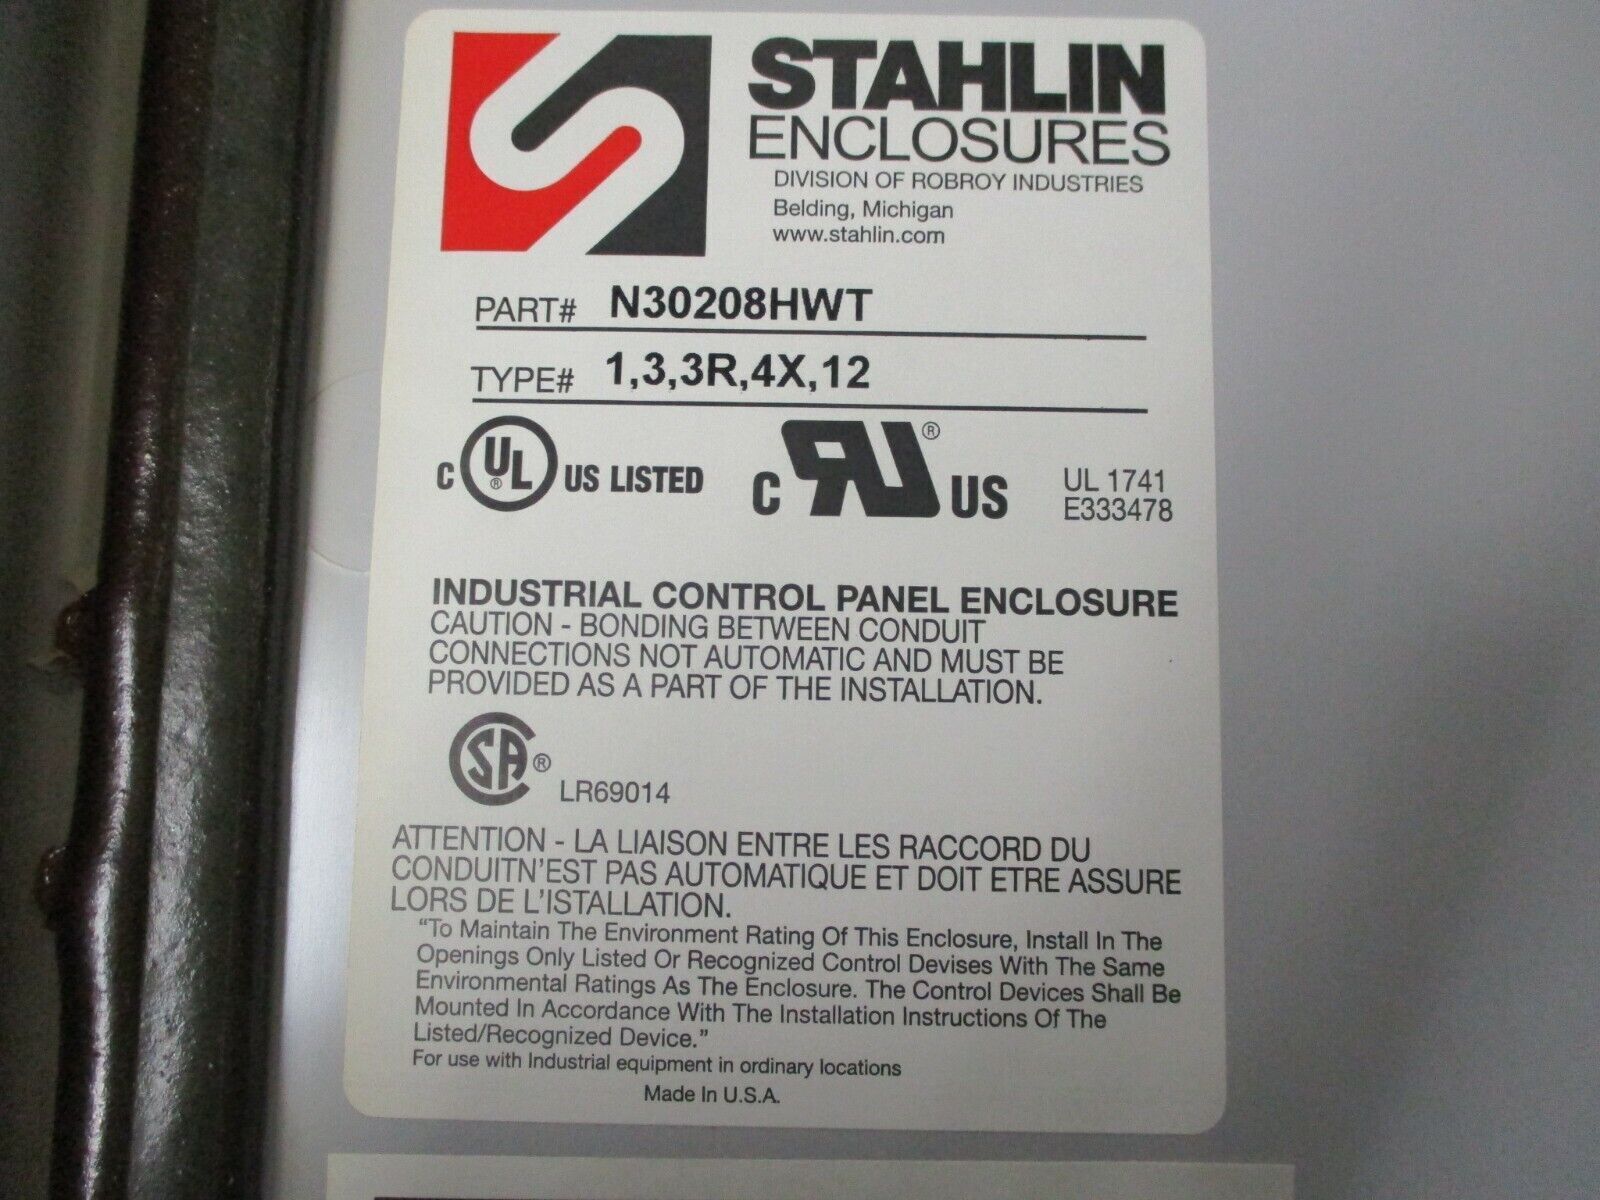 STAHLIN
ENCLOSURES
DIVISION OF ROBROY INDUSTRIES
Belding, Michigan
www.stahlin.com
PART# N30208HWT
TYPE# 1,3,3R,4X,12
C UL® US LISTED
C RU® US
UL 1741
E333478
INDUSTRIAL CONTROL PANEL ENCLOSURE
CAUTION - BONDING BETWEEN CONDUIT
CONNECTIONS NOT AUTOMATIC AND MUST BE
PROVIDED AS A PART OF THE INSTALLATION.
SA® LR69014
ATTENTION - LA LIAISON ENTRE LES RACCORD DU
CONDUITN'EST PAS AUTOMATIQUE ET DOIT ETRE ASSURE
LORS DE L'ISTALLATION.
"To Maintain The Environment Rating Of This Enclosure, Install In The
Openings Only Listed Or Recognized Control Devises With The Same
Environmental Ratings As The Enclosure. The Control Devices Shall Be
Mounted In Accordance With The Installation Instructions Of The
Listed/Recognized Device."
For use with Industrial equipment in ordinary locations
Made In U.S.A.